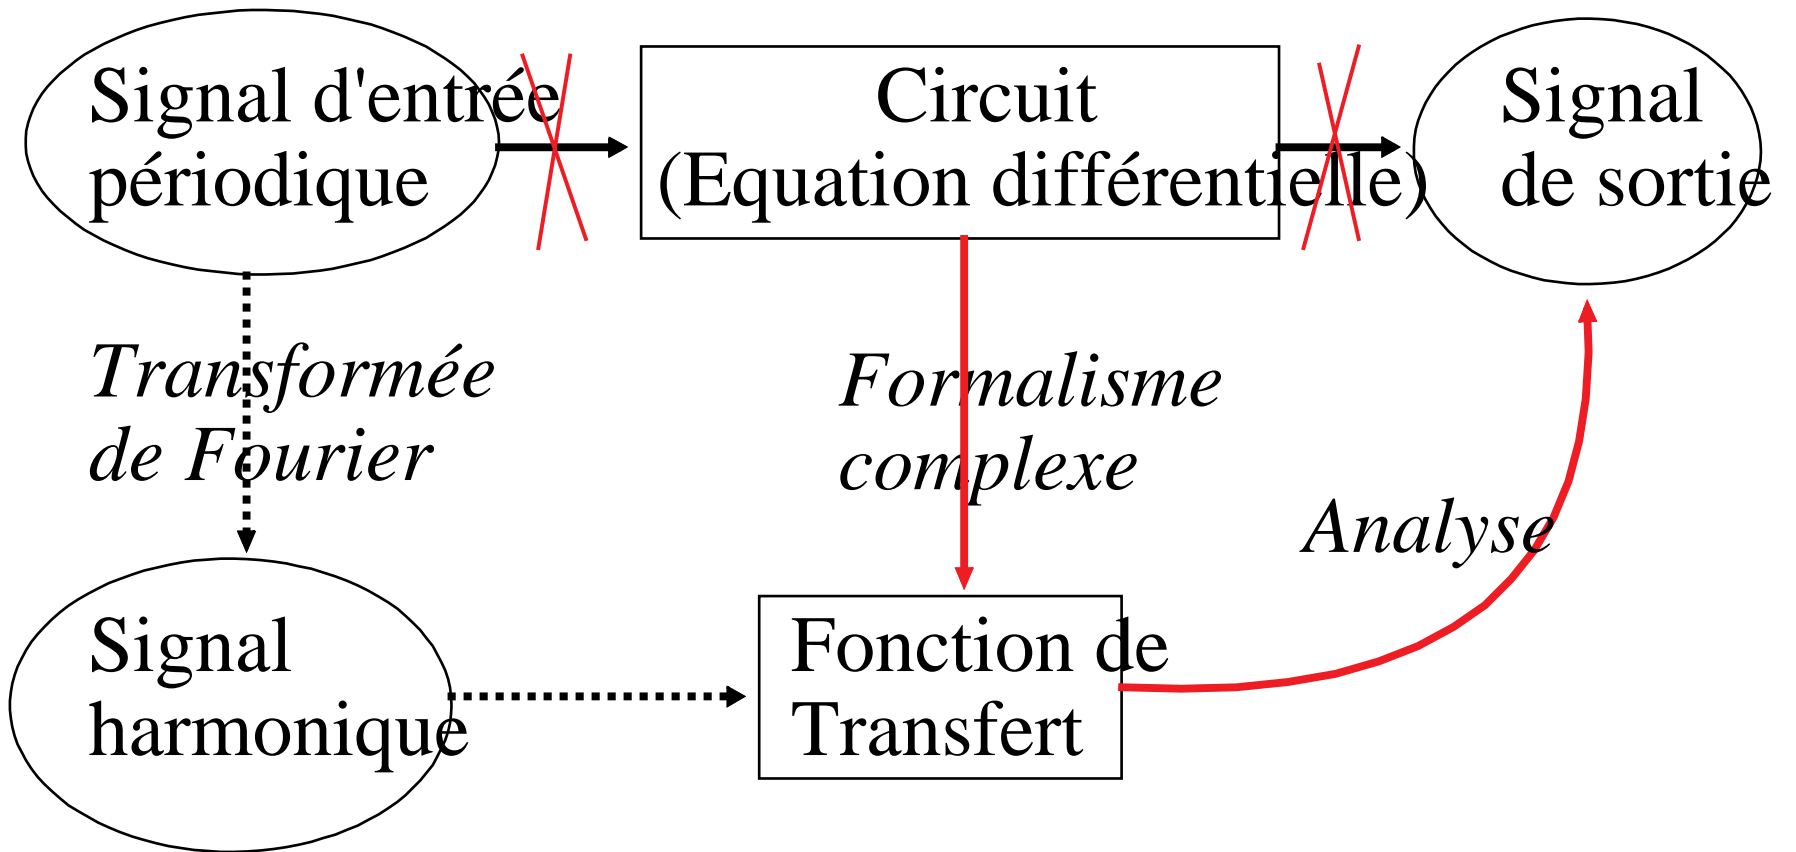 Signal d'entrée
périodique
Circuit
(Equation différentielle)
Signal
de sortie
Transformée
de Fourier
Formalisme
complexe
Analyse
Signal
harmonique
Fonction de
Transfert